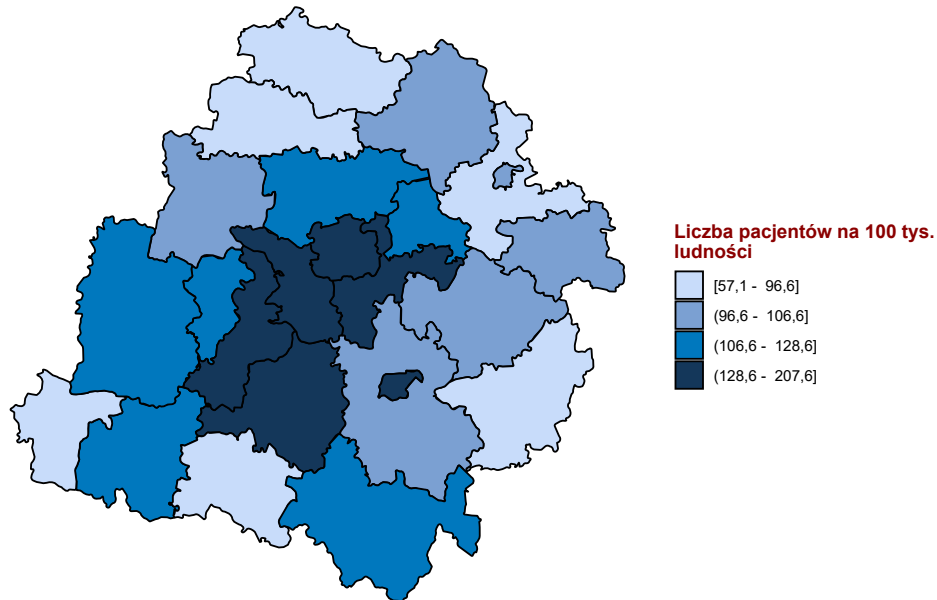 Liczba pacjentów na 100 tys.
ludności
[57,1 - 96,6]
(96,6 - 106,6]
(106,6 - 128,6]
(128,6 - 207,6]